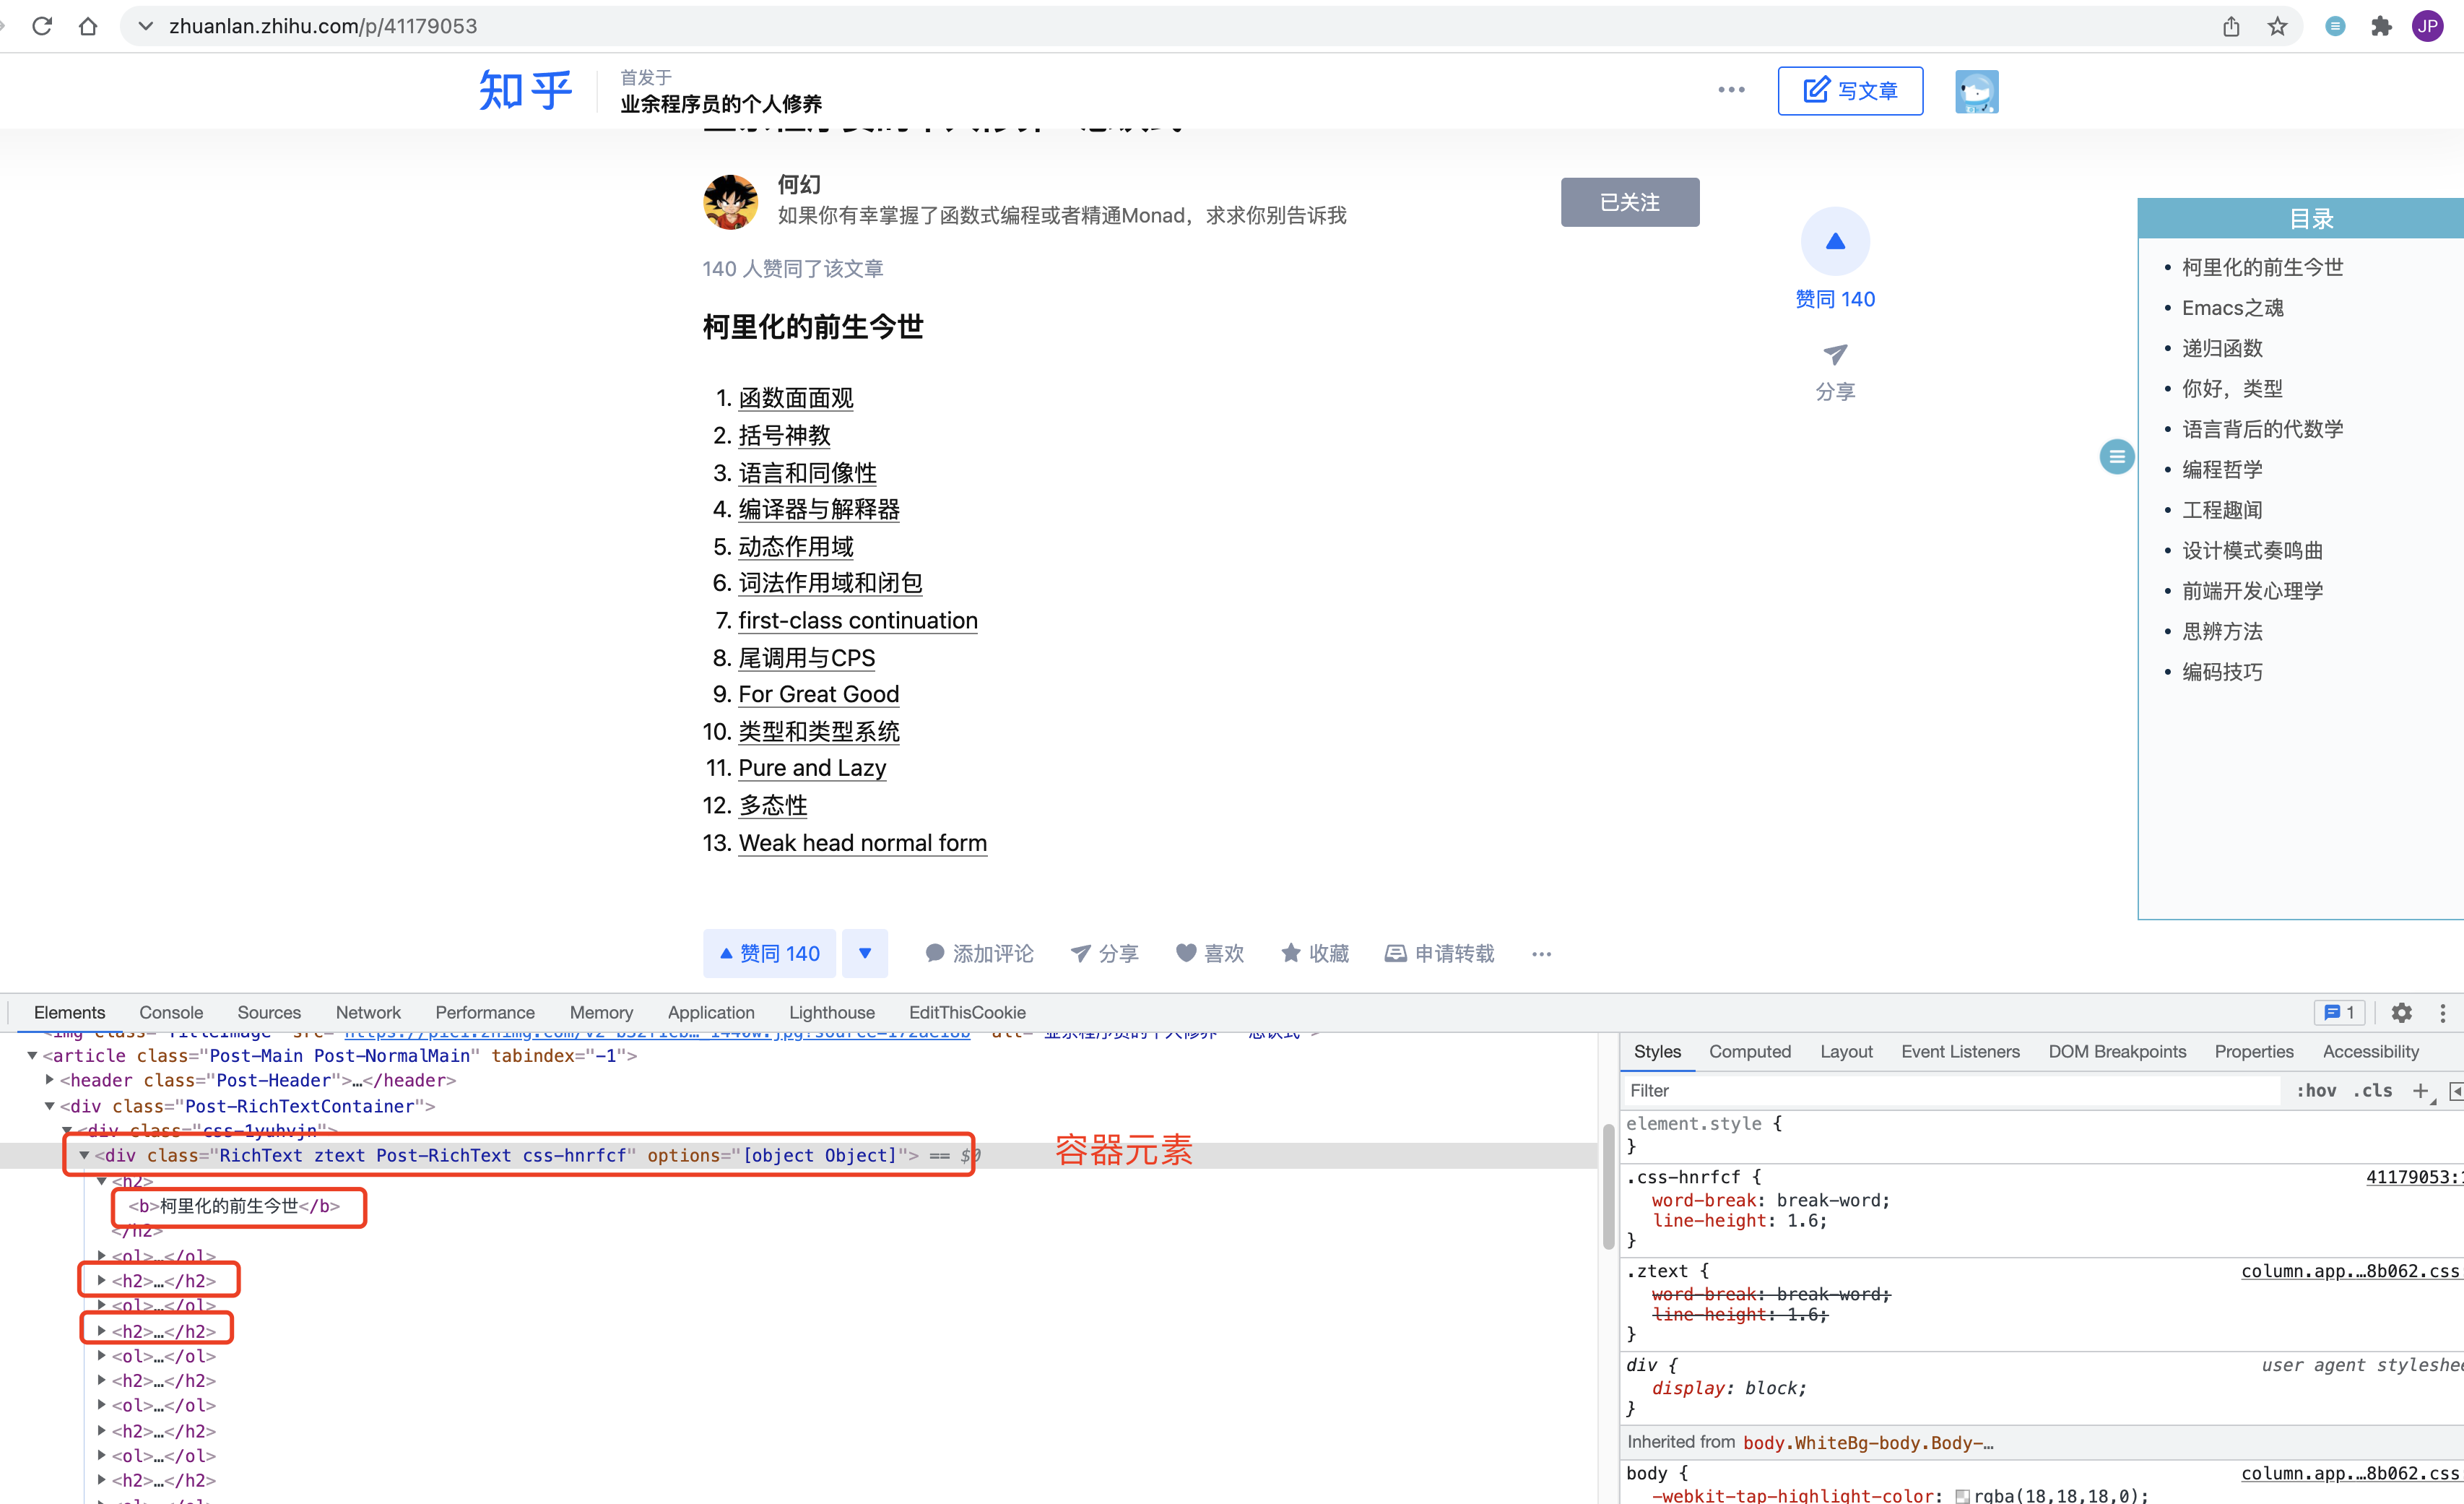 zhuanlan.zhihu.com/p/41179053
JP
知乎
首发于
业余程序员的个人修养
写文章
何幻
如果你有幸掌握了函数式编程或者精通Monad，求求你别告诉我
已关注
140 人赞同了该文章
柯里化的前生今世
1. 函数面面观
2. 括号神教
3. 语言和同像性
4. 编译器与解释器
5. 动态作用域
6. 词法作用域和闭包
7. first-class continuation
8. 尾调用与CPS
9. For Great Good
10. 类型和类型系统
11. Pure and Lazy
12. 多态性
13. Weak head normal form
赞同 140
分享
目录
• 柯里化的前生今世
• Emacs之魂
• 递归函数
• 你好，类型
• 语言背后的代数学
• 编程哲学
• 工程趣闻
• 设计模式奏鸣曲
• 前端开发心理学
• 思辨方法
• 编码技巧
赞同 140 添加评论 分享 喜欢 收藏 申请转载
Elements Console Sources Network Performance Memory Application Lighthouse EditThisCookie 1
<article class="Post-Main Post-NormalMain" tabindex="-1">
<header class="Post-Header">…</header>
<div class="Post-RichTextContainer">
<div class="css-1yuhvjn">
<div class="RichText ztext Post-RichText css-hnrfcf" options="[object Object]"> == $0
容器元素
<h2>
<b>柯里化的前生今世</b>
</h2>
<ol>…</ol>
<h2>…</h2>
<ol>…</ol>
<h2>…</h2>
<ol>…</ol>
<h2>…</h2>
<ol>…</ol>
<h2>…</h2>
<ol>…</ol>
<h2>…</h2>
Styles Computed Layout Event Listeners DOM Breakpoints Properties Accessibility
Filter :hov .cls +
element.style {
}
.css-hnrfcf { 41179053:
word-break: break-word;
line-height: 1.6;
}
.ztext { column.app.…8b062.css
word-break: break-word;
line-height: 1.6;
}
div { user agent styleshe
display: block;
}
Inherited from body.WhiteBg-body.Body-…
body { column.app.…8b062.css
-webkit-tap-highlight-color: rgba(18,18,18,0);